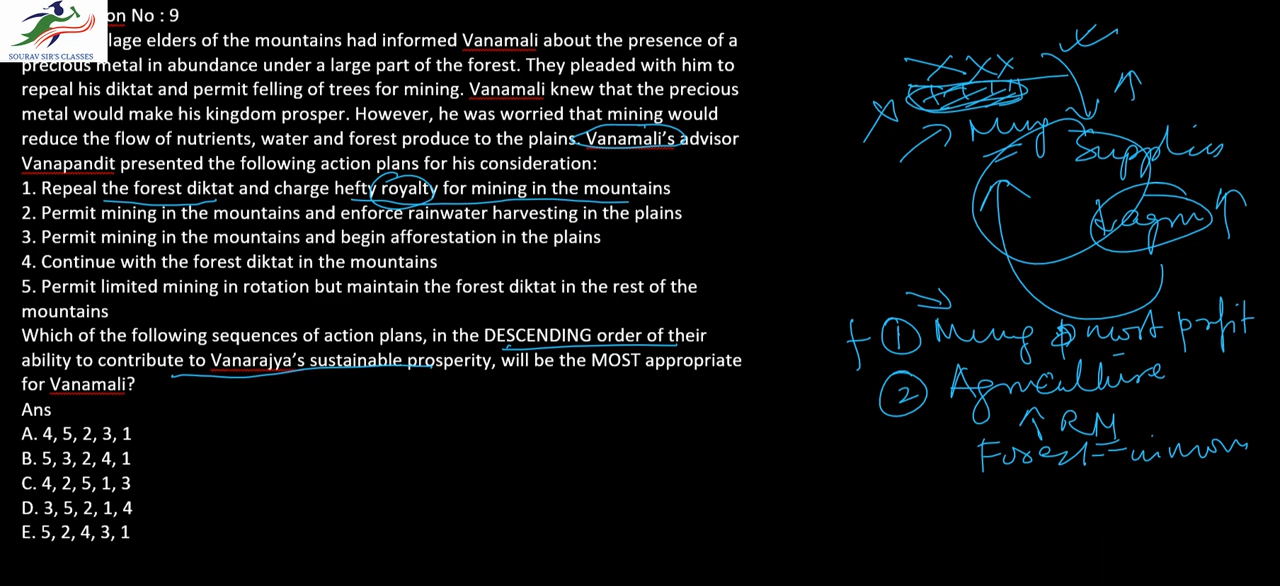 on No : 9
SOURAV SIR'S CLASSES
lage elders of the mountains had informed Vanamali about the presence of a
precious metal in abundance under a large part of the forest. They pleaded with him to
repeal his diktat and permit felling of trees for mining. Vanamali knew that the precious
metal would make his kingdom prosper. However, he was worried that mining would
reduce the flow of nutrients, water and forest produce to the plains. Vanamali's advisor
Vanapandit presented the following action plans for his consideration:
1. Repeal the forest diktat and charge hefty royalty for mining in the mountains
2. Permit mining in the mountains and enforce rainwater harvesting in the plains
3. Permit mining in the mountains and begin afforestation in the plains
4. Continue with the forest diktat in the mountains
5. Permit limited mining in rotation but maintain the forest diktat in the rest of the
mountains
Which of the following sequences of action plans, in the DESCENDING order of their
ability to contribute to Vanarajya's sustainable prosperity, will be the MOST appropriate
for Vanamali?
Ans
A. 4, 5, 2, 3, 1
B. 5, 3, 2, 4, 1
C. 4, 2, 5, 1, 3
D. 3, 5, 2, 1, 4
E. 5, 2, 4, 3, 1
Supplies
1 most profit
2 Agriculture
RM
Forest